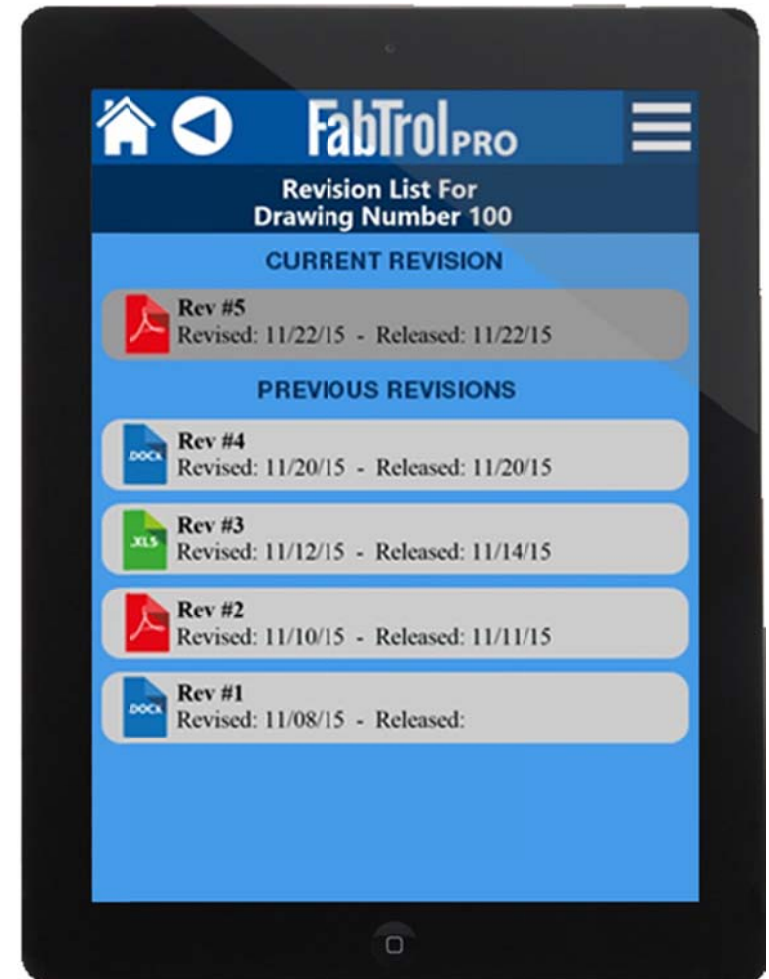 FabTrol PRO
Revision List For
Drawing Number 100
CURRENT REVISION
Rev #5
Revised: 11/22/15 - Released: 11/22/15
PREVIOUS REVISIONS
.DOCX
Rev #4
Revised: 11/20/15 - Released: 11/20/15
.XLS
Rev #3
Revised: 11/12/15 - Released: 11/14/15
Rev #2
Revised: 11/10/15 - Released: 11/11/15
.DOCX
Rev #1
Revised: 11/08/15 - Released: